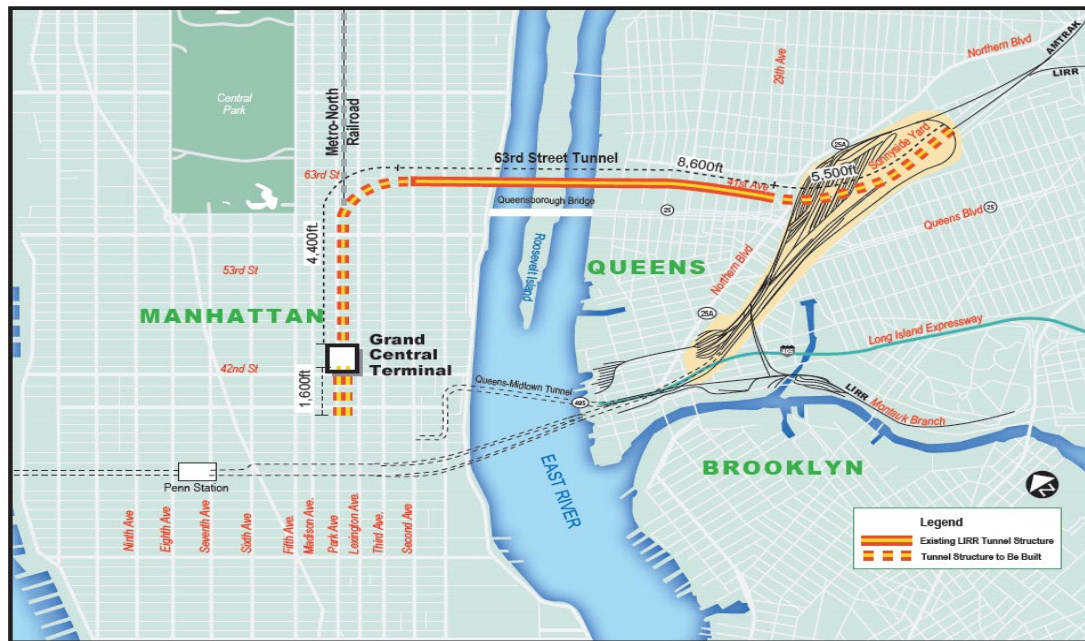 Central
Park
Metro-North
Railroad
63rd St
63rd Street Tunnel
8,600ft
41st Ave
5,500ft
29th Ave
Northern Blvd
AMTRAK
LIRR
25A
Sunnyside Yard
Queensborough Bridge
25
25
Queens Blvd
4,400ft
53rd St
Roosevelt Island
QUEENS
Northern Blvd
MANHATTAN
25A
Grand
Central
Terminal
42nd St
1,600ft
Long Island Expressway
495
Queens-Midtown Tunnel
495
LIRR
Montauk Branch
BROOKLYN
EAST RIVER
Penn Station
Ninth Ave
Eighth Ave
Seventh Ave
Sixth Ave
Fifth Ave.
Madison Ave.
Park Ave
Lexington Ave.
Third Ave.
Second Ave
N
Legend
Existing LIRR Tunnel Structure
Tunnel Structure to Be Built